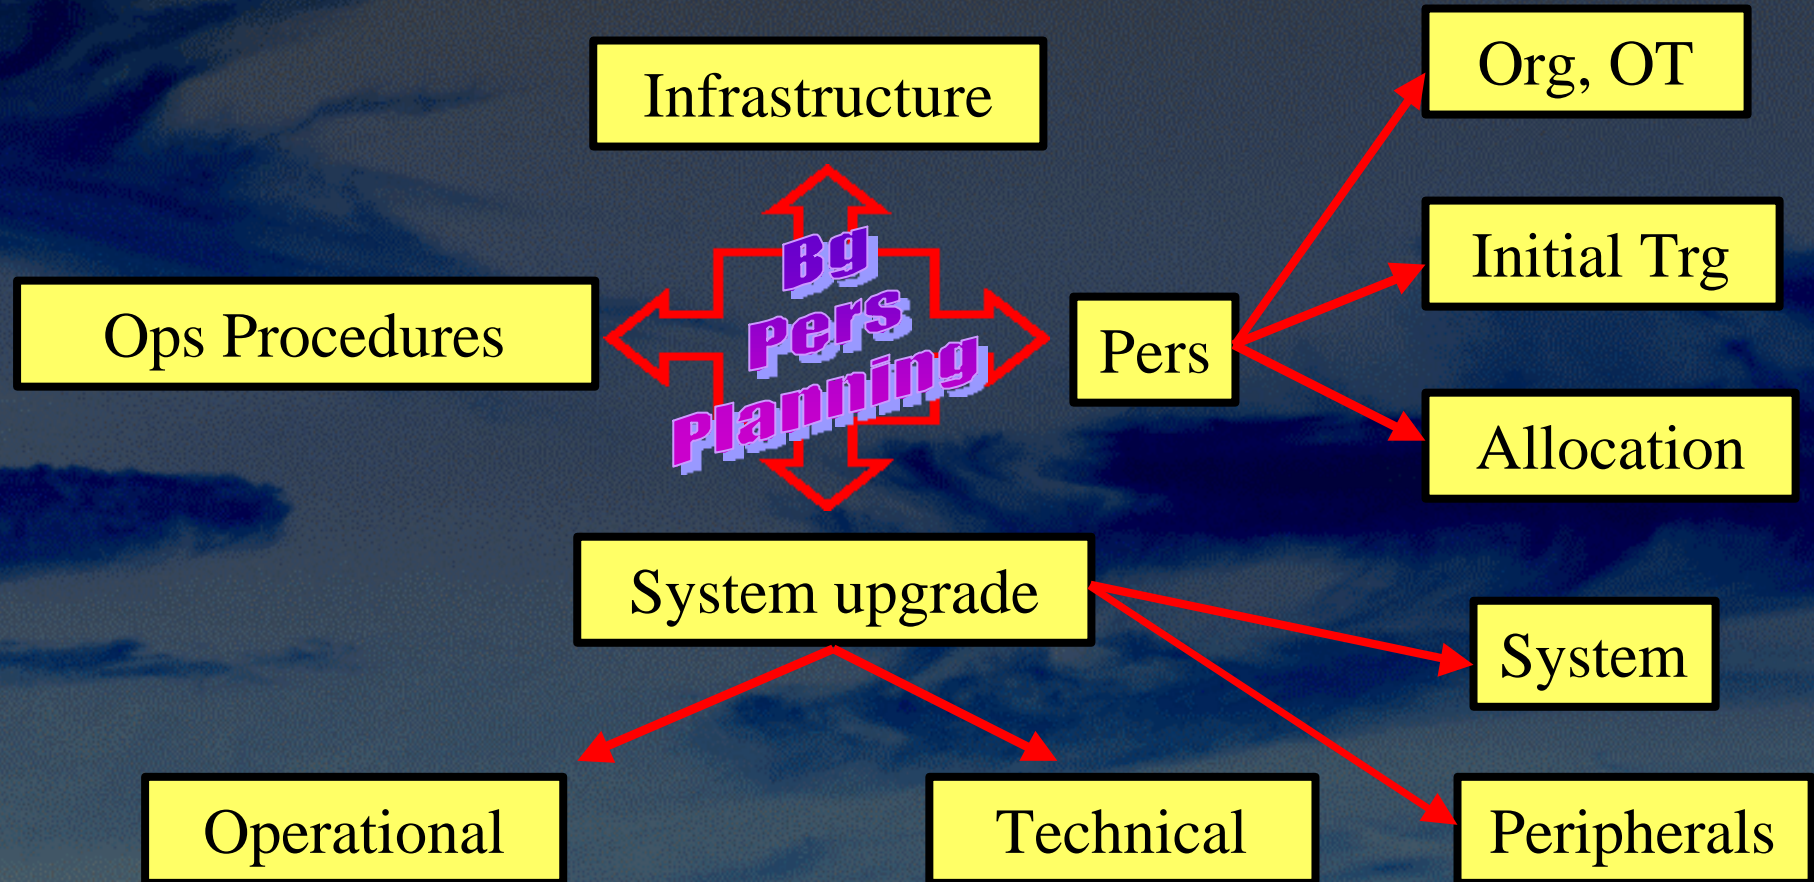 Org, OT
Infrastructure
Initial Trg
Bg
Pers
Planning
Ops Procedures
Pers
Allocation
System upgrade
System
Operational
Technical
Peripherals